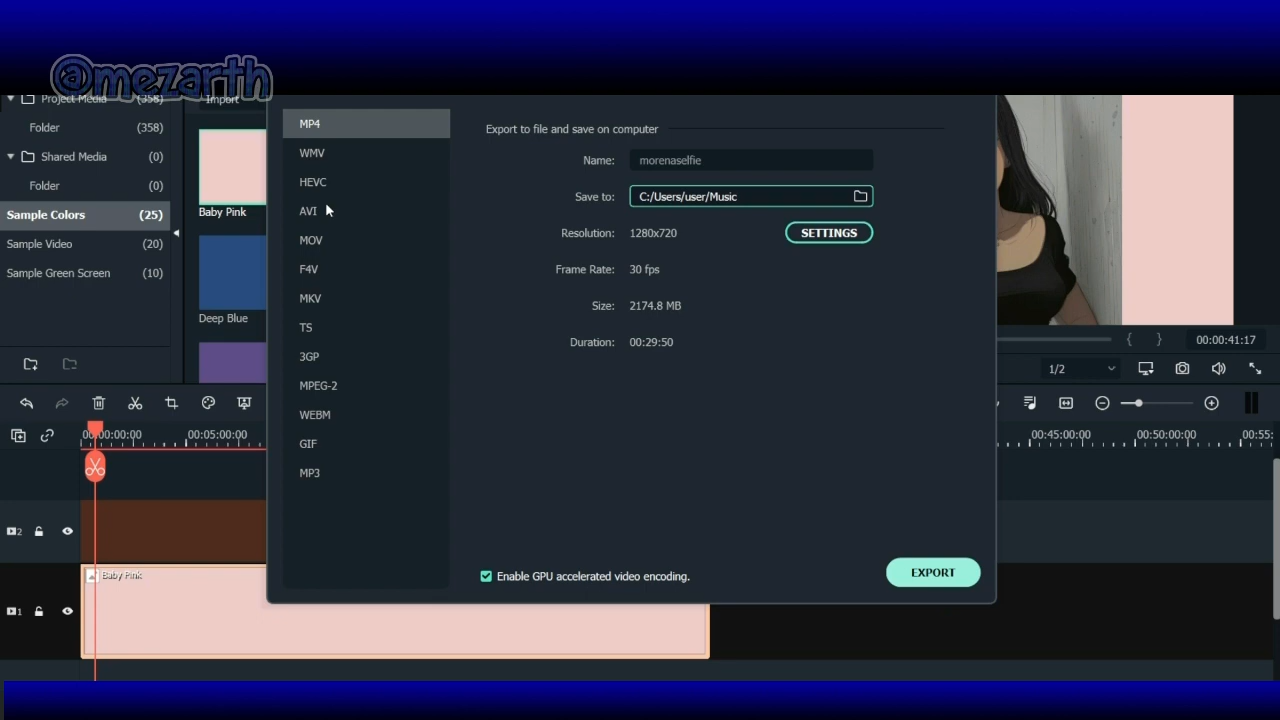 @mezarth
Project Media (358)
Import
Folder (358)
Shared Media (0)
Folder (0)
Sample Colors (25)
Sample Video (20)
Sample Green Screen (10)
Baby Pink
Deep Blue
MP4
WMV
HEVC
AVI
MOV
F4V
MKV
TS
3GP
MPEG-2
WEBM
GIF
MP3
Export to file and save on computer
Name: morenaselfie
Save to: C:/Users/user/Music
Resolution: 1280x720
SETTINGS
Frame Rate: 30 fps
Size: 2174.8 MB
Duration: 00:29:50
Enable GPU accelerated video encoding.
EXPORT
{ } 00:00:41:17
1/2
00:00:00:00 00:05:00:00 00:45:00:00 00:50:00:00 00:55:
2
Baby Pink
1